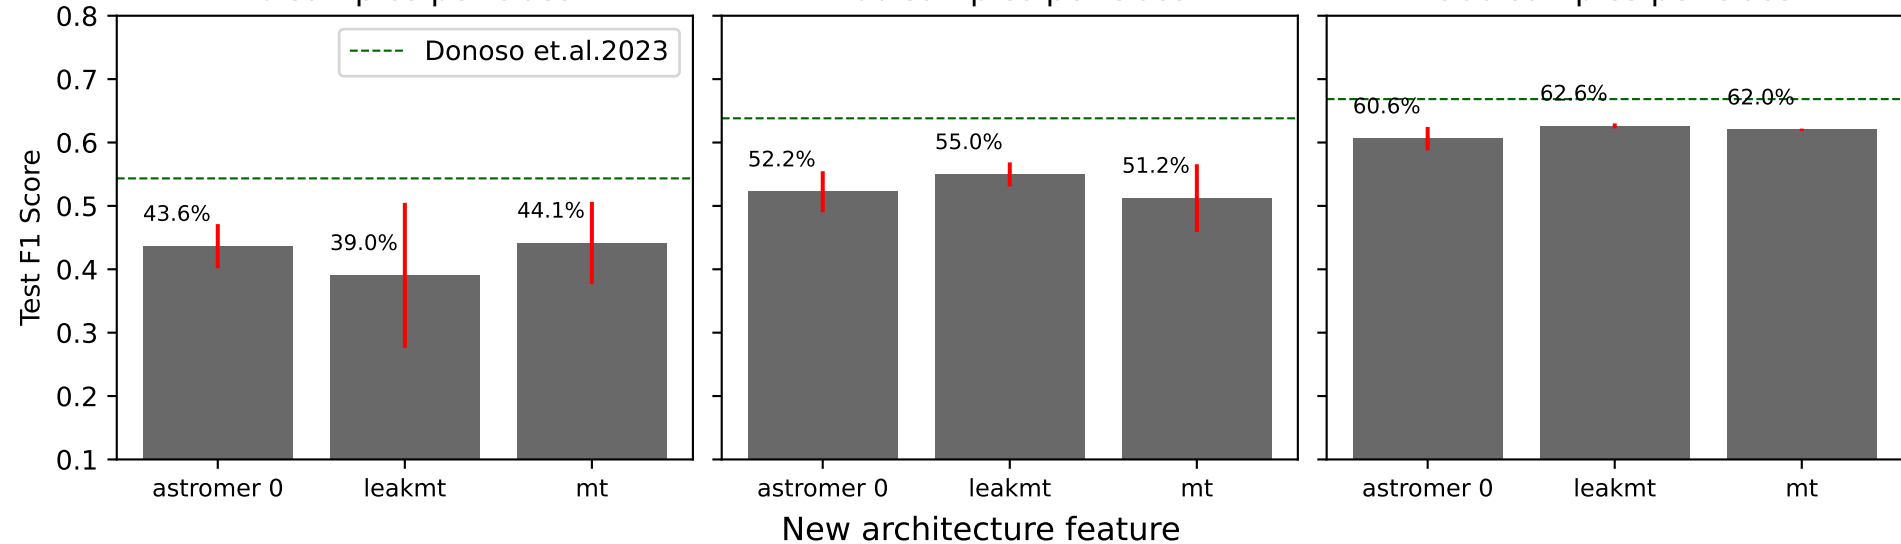 Donoso et.al.2023
0.8
0.7
0.6
0.5
0.4
0.3
0.2
0.1
Test F1 Score
43.6%
39.0%
44.1%
52.2%
55.0%
51.2%
60.6%
62.6%
62.0%
astromer 0 leakmt mt
astromer 0 leakmt mt
astromer 0 leakmt mt
New architecture feature